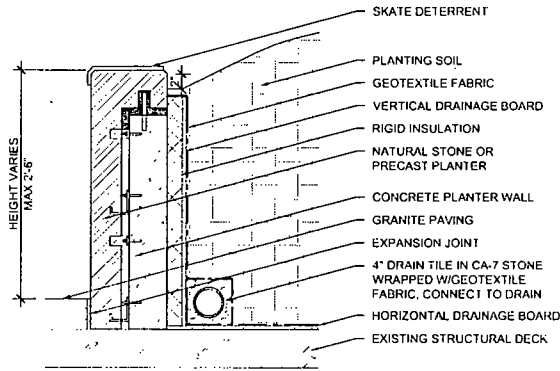 SKATE DETERRENT
PLANTING SOIL
GEOTEXTILE FABRIC
VERTICAL DRAINAGE BOARD
RIGID INSULATION
NATURAL STONE OR
PRECAST PLANTER
CONCRETE PLANTER WALL
GRANITE PAVING
EXPANSION JOINT
4" DRAIN TILE IN CA-7 STONE
WRAPPED W/GEOTEXTILE
FABRIC, CONNECT TO DRAIN
HORIZONTAL DRAINAGE BOARD
EXISTING STRUCTURAL DECK
HEIGHT VARIES
MAX 2'-6"
2"